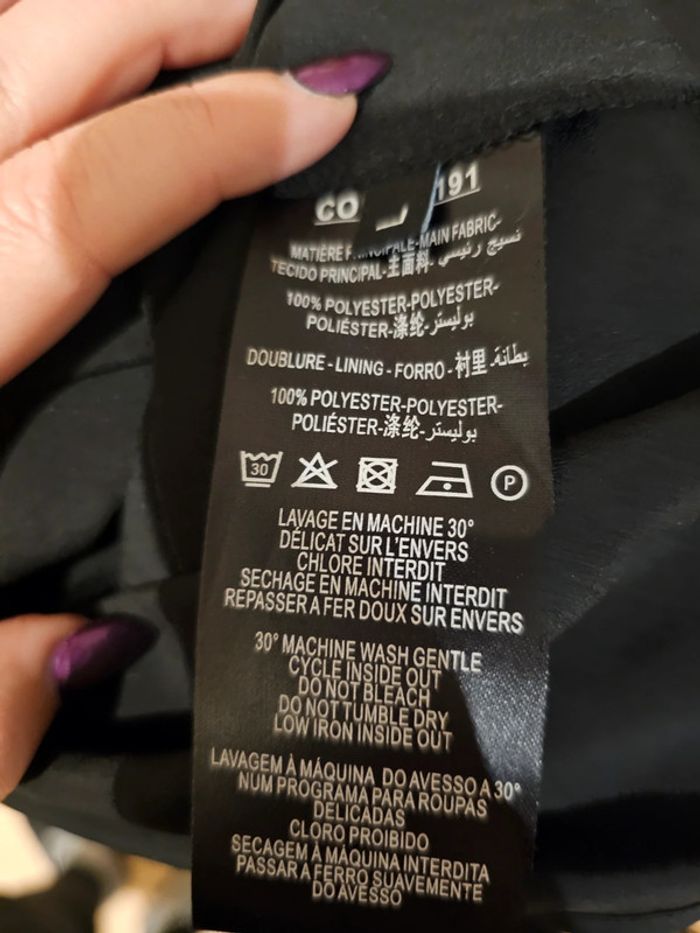 CO 191
MATIÈRE PRINCIPALE-MAIN FABRIC-
TECIDO PRINCIPAL-主面料-نسيج رئيسي
100% POLYESTER-POLYESTER-
POLIÉSTER-涤纶-بوليستر
DOUBLURE - LINING - FORRO - 衬里-بطانة
100% POLYESTER-POLYESTER-
POLIÉSTER-涤纶-بوليستر
30 P
LAVAGE EN MACHINE 30°
DÉLICAT SUR L'ENVERS
CHLORE INTERDIT
SECHAGE EN MACHINE INTERDIT
REPASSER A FER DOUX SUR ENVERS
30° MACHINE WASH GENTLE
CYCLE INSIDE OUT
DO NOT BLEACH
DO NOT TUMBLE DRY
LOW IRON INSIDE OUT
LAVAGEM À MÁQUINA DO AVESSO A 30°
NUM PROGRAMA PARA ROUPAS
DELICADAS
CLORO PROIBIDO
SECAGEM À MÁQUINA INTERDITA
PASSAR A FERRO SUAVEMENTE
DO AVESSO